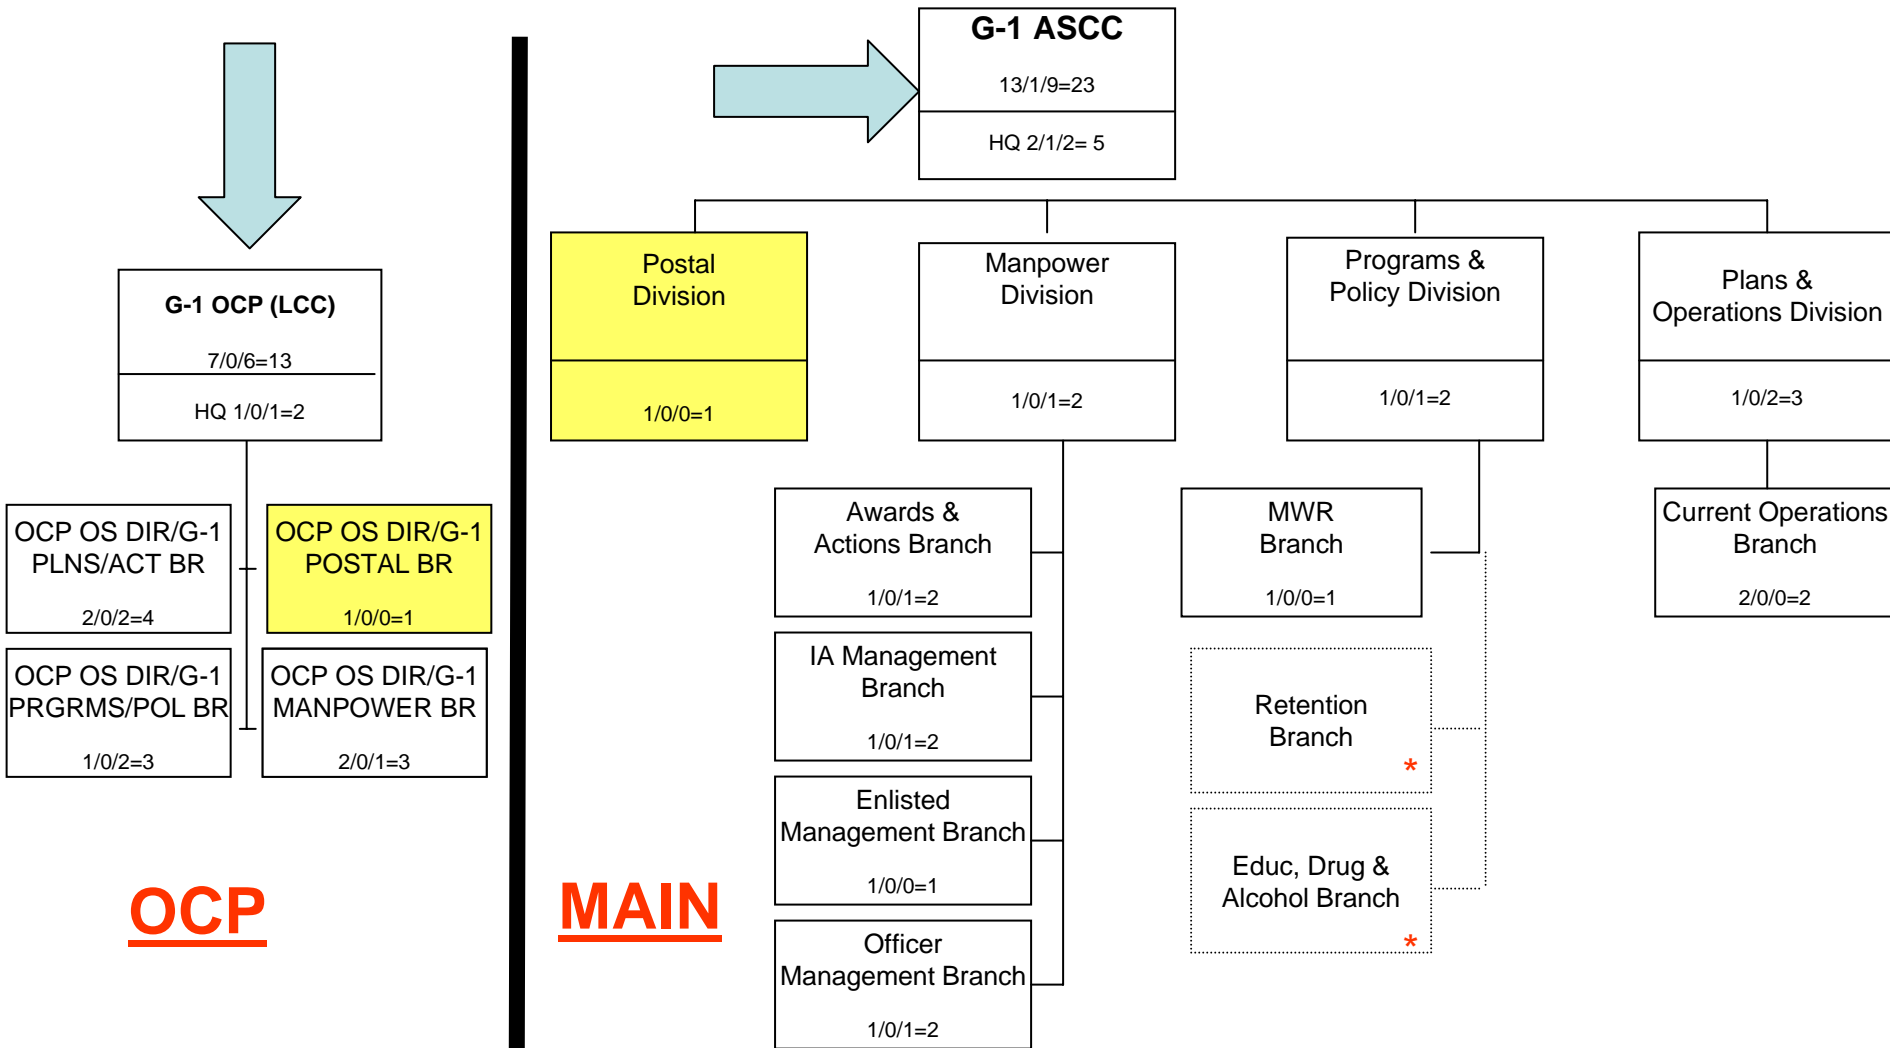 G-1 ASCC
13/1/9=23
HQ 2/1/2= 5
G-1 OCP (LCC)
7/0/6=13
HQ 1/0/1=2
OCP OS DIR/G-1
PLNS/ACT BR
2/0/2=4
OCP OS DIR/G-1
POSTAL BR
1/0/0=1
OCP OS DIR/G-1
PRGRMS/POL BR
1/0/2=3
OCP OS DIR/G-1
MANPOWER BR
2/0/1=3
OCP
Postal
Division
1/0/0=1
Manpower
Division
1/0/1=2
Programs &
Policy Division
1/0/1=2
Plans &
Operations Division
1/0/2=3
Awards &
Actions Branch
1/0/1=2
IA Management
Branch
1/0/1=2
Enlisted
Management Branch
1/0/0=1
Officer
Management Branch
1/0/1=2
MWR
Branch
1/0/0=1
Retention
Branch
*
Educ, Drug &
Alcohol Branch
*
Current Operations
Branch
2/0/0=2
MAIN